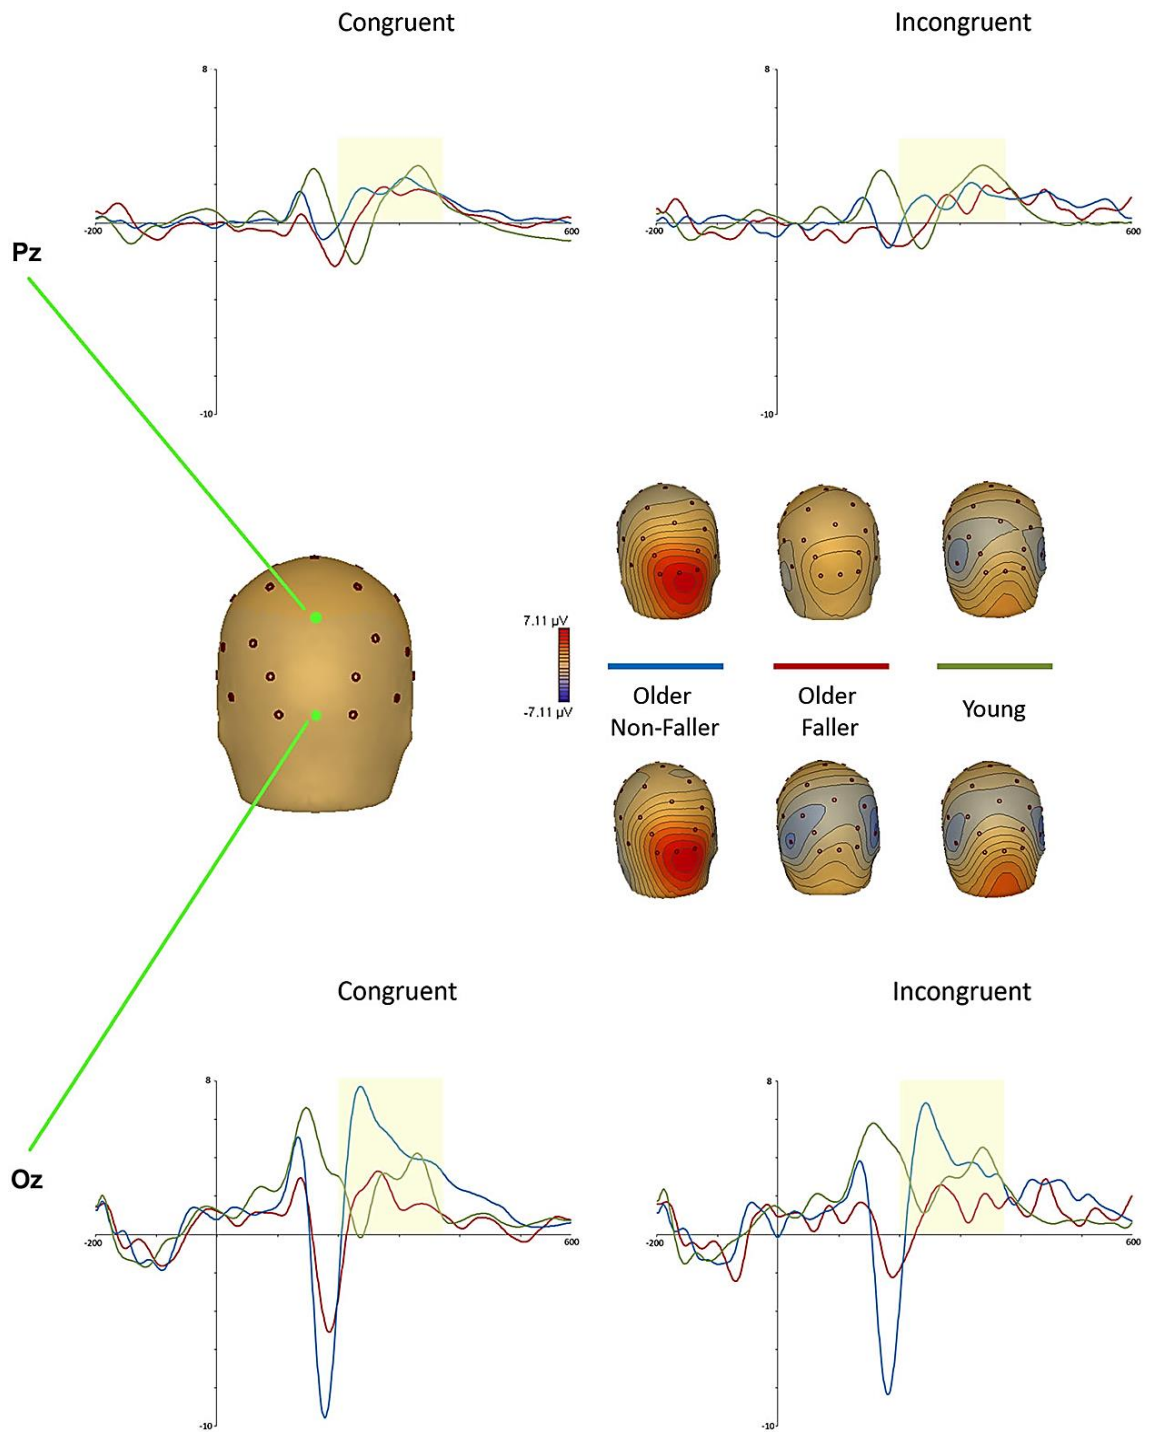 Congruent
Incongruent
8
8
-200
600
-200
600
Pz
-10
-10
7.11 µV
-7.11 µV
Older
Non-Faller
Older
Faller
Young
Congruent
Incongruent
8
8
Oz
-200
600
-200
600
-10
-10